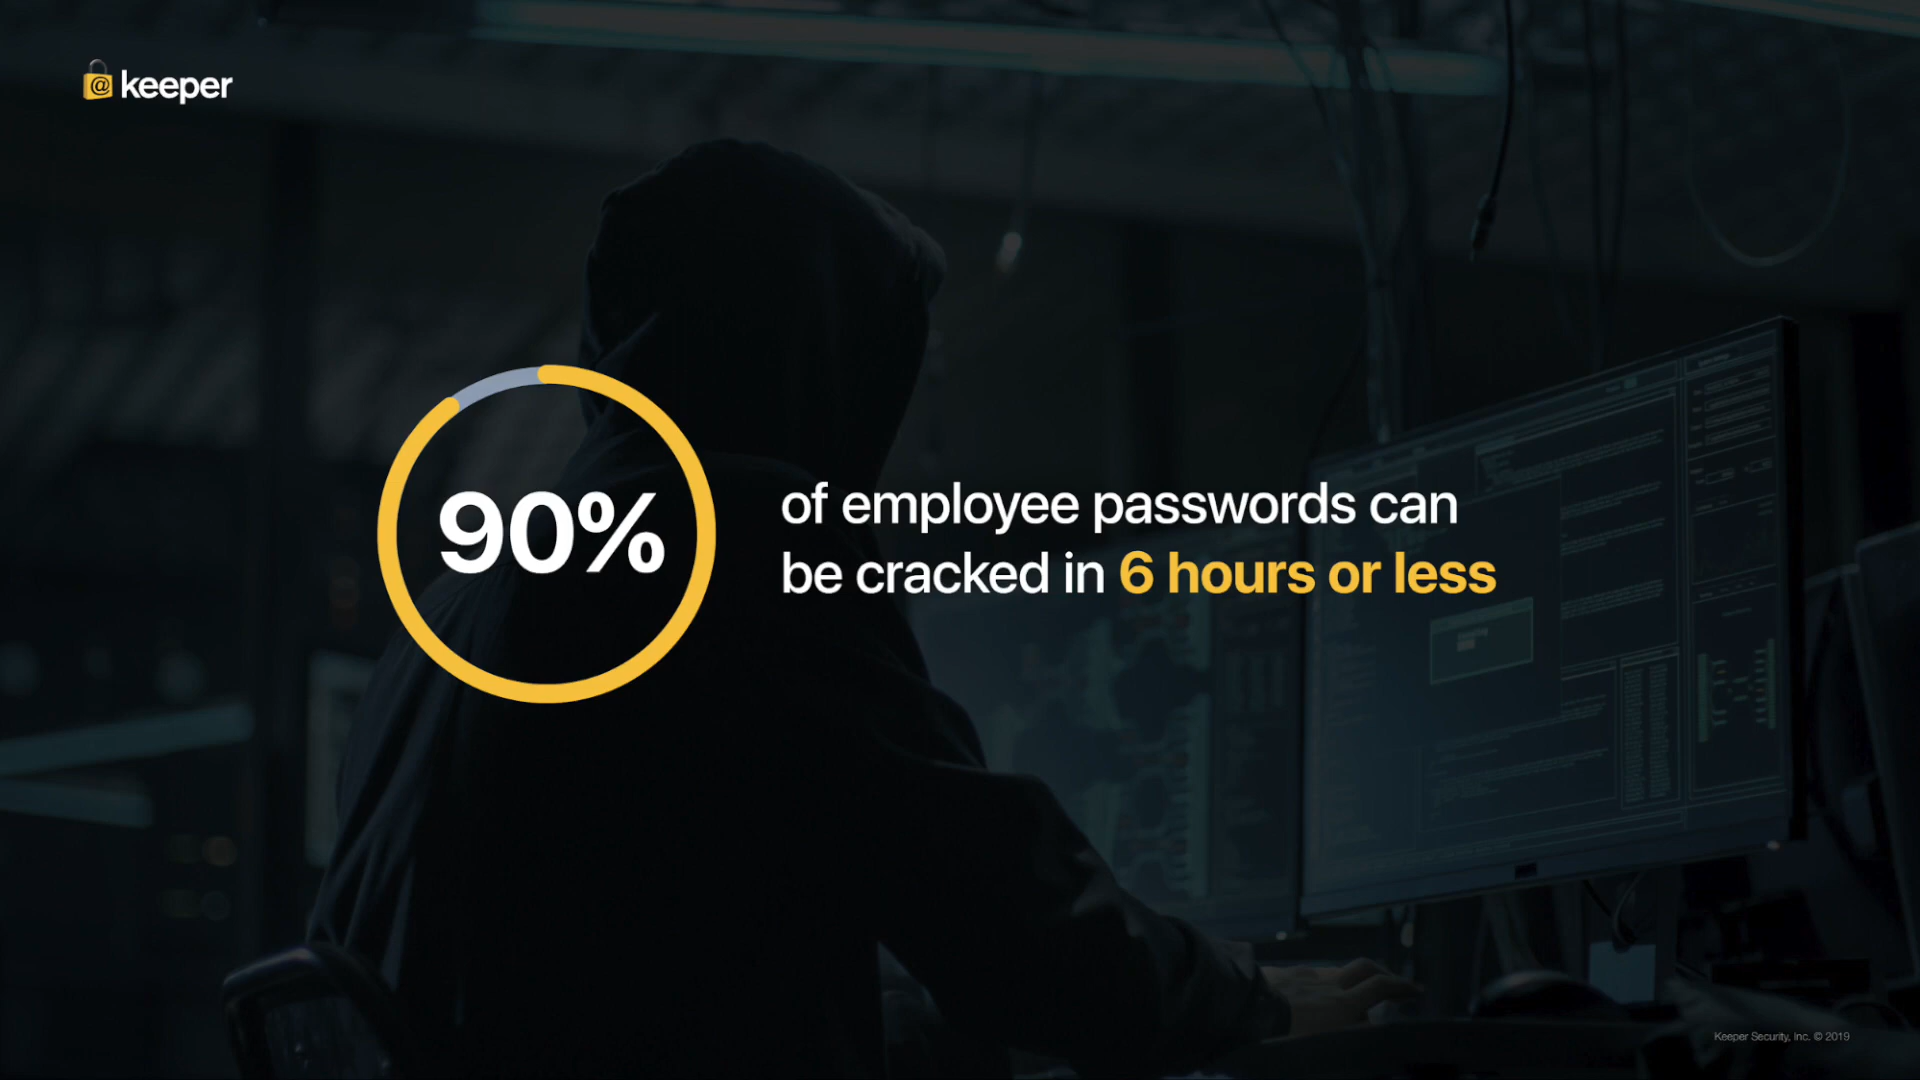 @ keeper
90%
of employee passwords can
be cracked in 6 hours or less
Keeper Security, Inc. © 2019